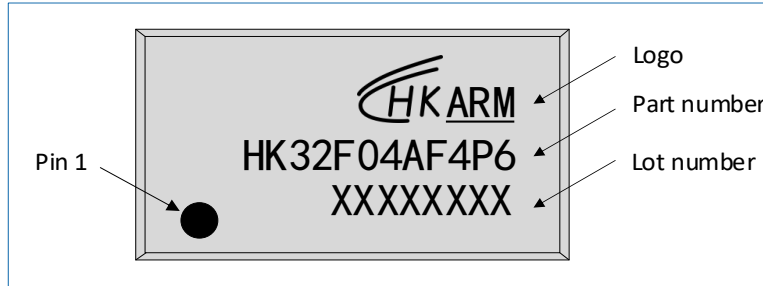 Logo
HKARM
Part number
HK32F04AF4P6
Pin 1
Lot number
XXXXXXXX